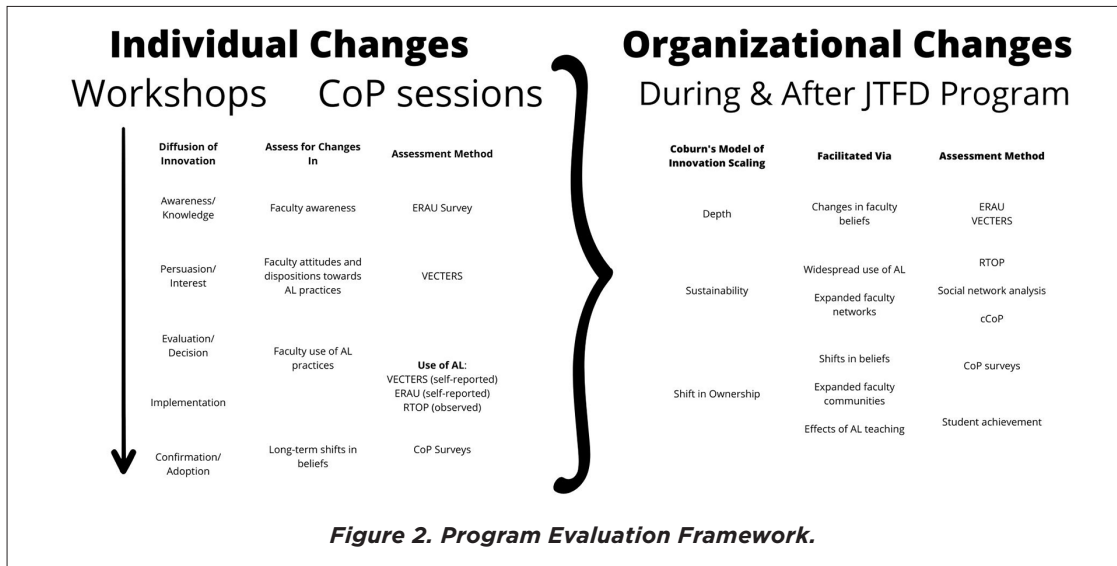 Individual Changes
Workshops CoP sessions
Diffusion of
Innovation
Assess for Changes
In
Assessment Method
Awareness/
Knowledge
Faculty awareness
ERAU Survey
Persuasion/
Interest
Faculty attitudes and
dispositions towards
AL practices
VECTERS
Evaluation/
Decision
Faculty use of AL
practices
Use of AL:
VECTERS (self-reported)
ERAU (self-reported)
RTOP (observed)
Implementation
Confirmation/
Adoption
Long-term shifts in
beliefs
CoP Surveys
Organizational Changes
During & After JTFD Program
Coburn's Model of
Innovation Scaling
Facilitated Via
Assessment Method
Depth
Changes in faculty
beliefs
ERAU
VECTERS
Sustainability
Widespread use of AL
Expanded faculty
networks
RTOP
Social network analysis
cCoP
Shift in Ownership
Shifts in beliefs
Expanded faculty
communities
Effects of AL teaching
CoP surveys
Student achievement
Figure 2. Program Evaluation Framework.